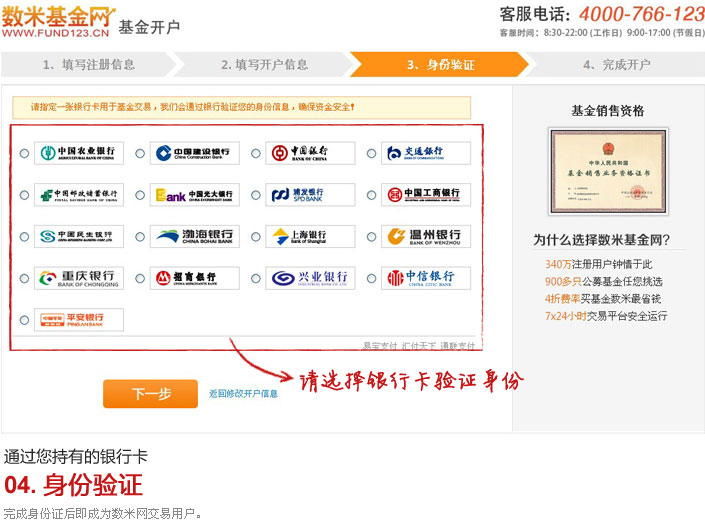 数米基金网
WWW.FUND123.CN
基金开户
客服电话：4000-766-123
客服时间：8:30-22:00 (工作日) 9:00-17:00 (节假日)
1、填写注册信息
2. 填写开户信息
3、身份验证
4、完成开户
请指定一张银行卡用于基金交易，我们会通过银行验证您的身份信息，确保资金安全！
中国农业银行
AGRICULTURAL BANK OF CHINA
中国建设银行
China Construction Bank
中国银行
BANK OF CHINA
交通银行
BANK OF COMMUNICATIONS
中国邮政储蓄银行
POSTAL SAVINGS BANK OF CHINA
Bank 中国光大银行
CHINA EVERBRIGHT BANK
浦发银行
SPD BANK
中国工商银行
INDUSTRIAL AND COMMERCIAL BANK OF CHINA
中国民生银行
CHINA MINSHENG BANKING CORP., LTD.
渤海银行
CHINA BOHAI BANK
上海银行
Bank of Shanghai
温州银行
BANK OF WENZHOU
重庆银行
BANK OF CHONGQING
招商银行
CHINA MERCHANTS BANK
兴业银行
INDUSTRIAL BANK CO.,LTD.
中信银行
CHINA CITIC BANK
中国平安 平安银行
PINGAN BANK
易宝支付 汇付天下 通联支付
请选择银行卡验证身份
下一步
返回修改开户信息
基金销售资格
中华人民共和国
基金销售业务资格证书
为什么选择数米基金网?
340万注册用户钟情于此
900多只公募基金任您挑选
4折费率买基金数米最省钱
7x24小时交易平台安全运行
通过您持有的银行卡
04. 身份验证
完成身份证后即成为数米网交易用户。